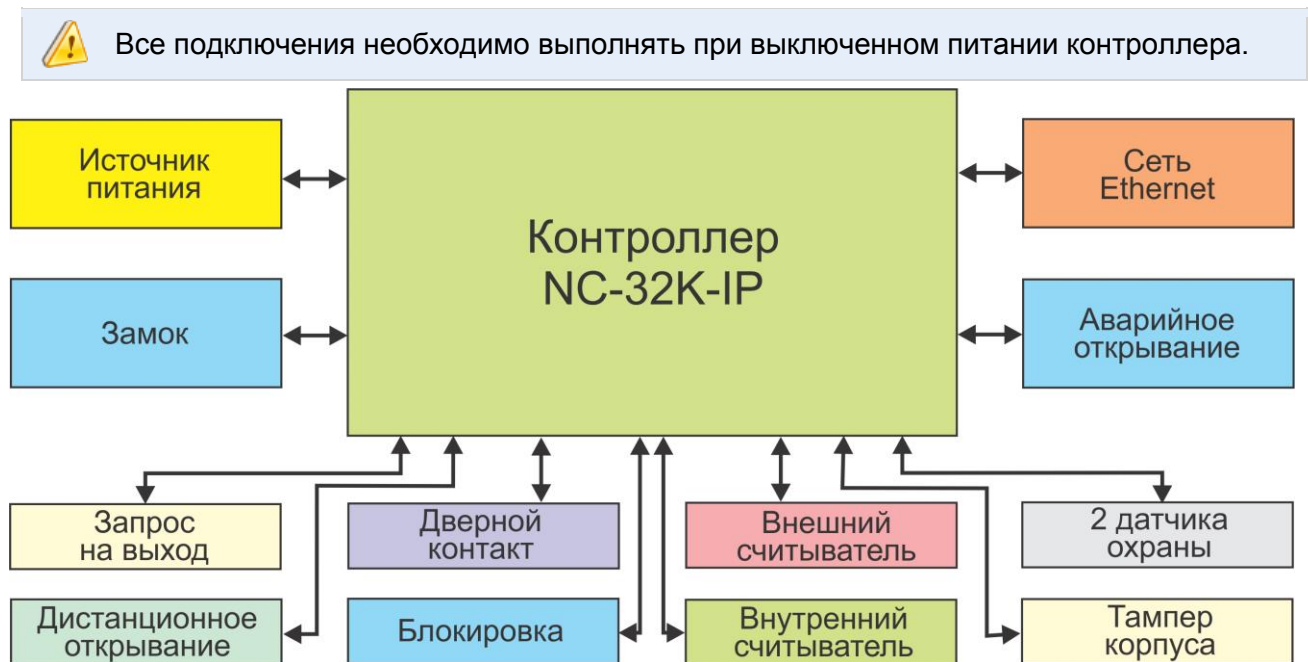 Все подключения необходимо выполнять при выключенном питании контроллера.
Источник
питания
Контроллер
NC-32K-IP
Сеть
Ethernet
Замок
Аварийное
открывание
Запрос
на выход
Дверной
контакт
Внешний
считыватель
2 датчика
охраны
Дистанционное
открывание
Блокировка
Внутренний
считыватель
Тампер
корпуса